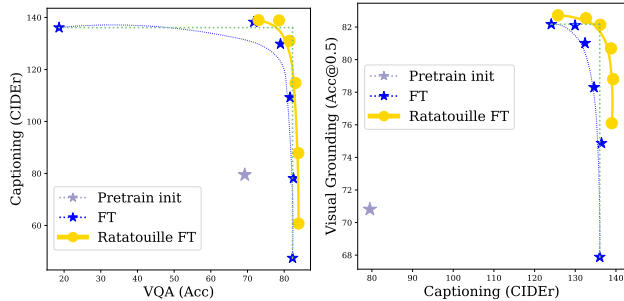 Captioning (CIDEr)
140
120
100
80
60
Pretrain init
FT
Ratatouille FT
20
30
40
50
60
70
80
VQA (Acc)
Visual Grounding (Acc@0.5)
82
80
78
76
74
72
70
68
Pretrain init
FT
Ratatouille FT
80
90
100
110
120
130
140
Captioning (CIDEr)